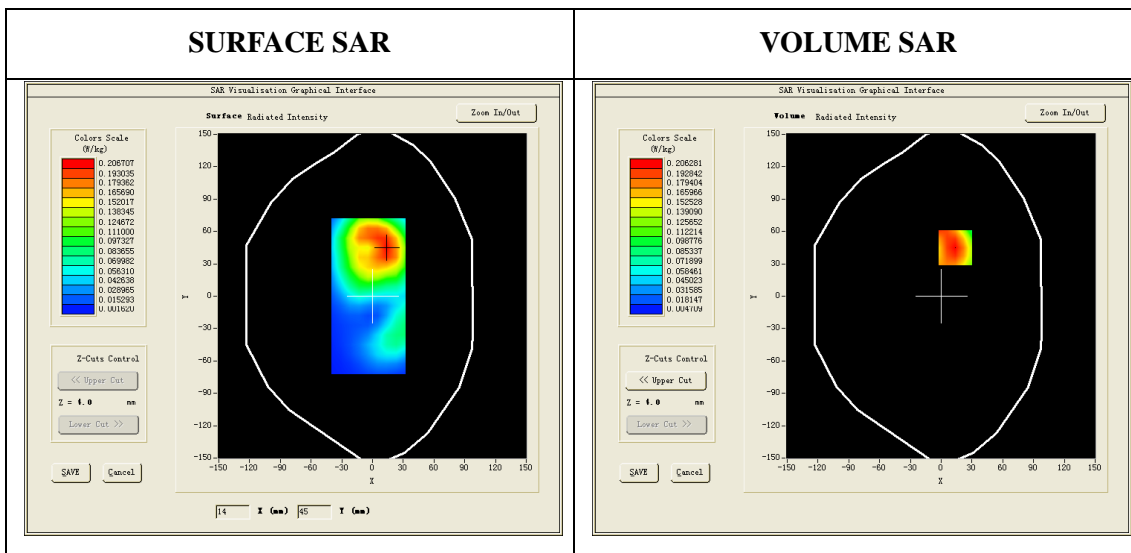 SURFACE SAR
VOLUME SAR
SAR Visualisation Graphical Interface
Surface Radiated Intensity
Zoom In/Out
Colors Scale
(W/kg)
0.206707
0.193035
0.179362
0.165690
0.152017
0.138345
0.124672
0.111000
0.097327
0.083655
0.069982
0.056310
0.042638
0.028965
0.015293
0.001620
150
120
90
60
30
0
-30
-60
-90
-120
-150
Y
-150 -120 -90 -60 -30 0 30 60 90 120 150
X
Z-Cuts Control
<< Upper Cut
Z = 4.0 mm
Lower Cut >>
SAVE Cancel
14 X (mm) 45 Y (mm)
SAR Visualisation Graphical Interface
Volume Radiated Intensity
Zoom In/Out
Colors Scale
(W/kg)
0.206281
0.192842
0.179404
0.165966
0.152528
0.139090
0.125652
0.112214
0.098776
0.085337
0.071899
0.058461
0.045023
0.031585
0.018147
0.004709
150
120
90
60
30
0
-30
-60
-90
-120
-150
Y
-150 -120 -90 -60 -30 0 30 60 90 120 150
X
Z-Cuts Control
<< Upper Cut
Z = 4.0 mm
Lower Cut >>
SAVE Cancel